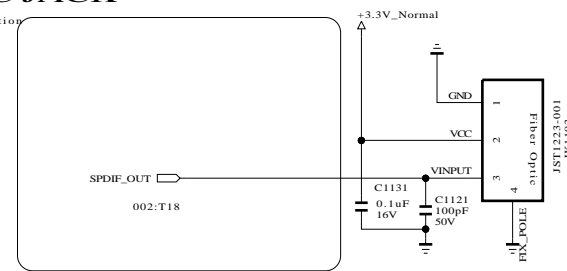 +3.3V_Normal
GND
1
VCC
2
SPDIF_OUT
VINPUT
3
002:T18
C1131
0.1uF
16V
C1121
100pF
50V
4
Fiber Optic
JST1223-001
FIX_POLE